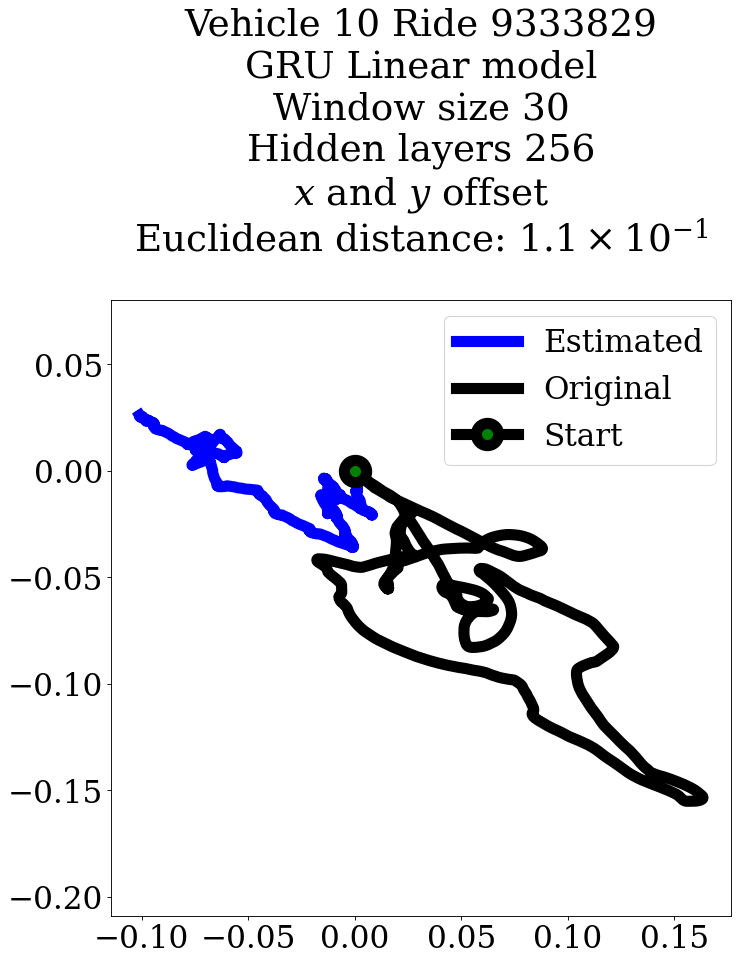 Vehicle 10 Ride 9333829
GRU Linear model
Window size 30
Hidden layers 256
x and y offset
Euclidean distance: 1.1 × 10⁻¹
Estimated
Original
Start
0.05
0.00
−0.05
−0.10
−0.15
−0.20
−0.10 −0.05 0.00 0.05 0.10 0.15